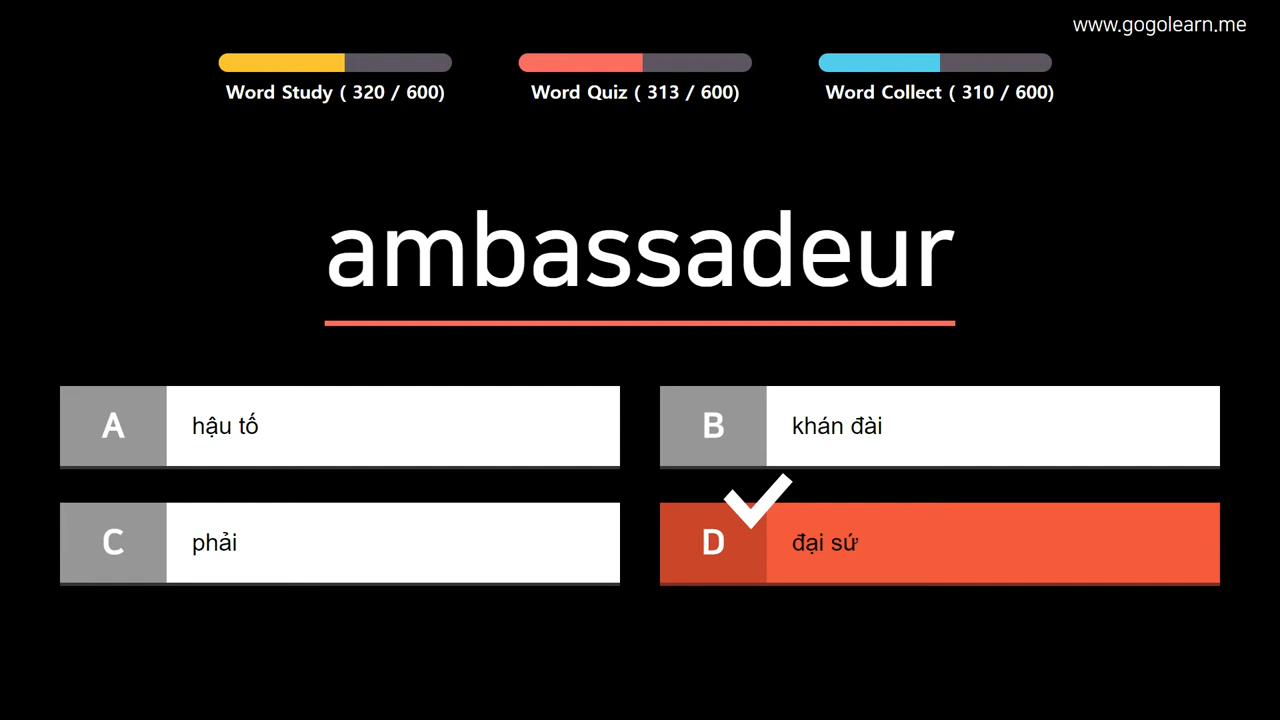 www.gogolearn.me
Word Study ( 320 / 600)
Word Quiz ( 313 / 600)
Word Collect ( 310 / 600)
ambassadeur
A hậu tố
B khán đài
C phải
D đại sứ